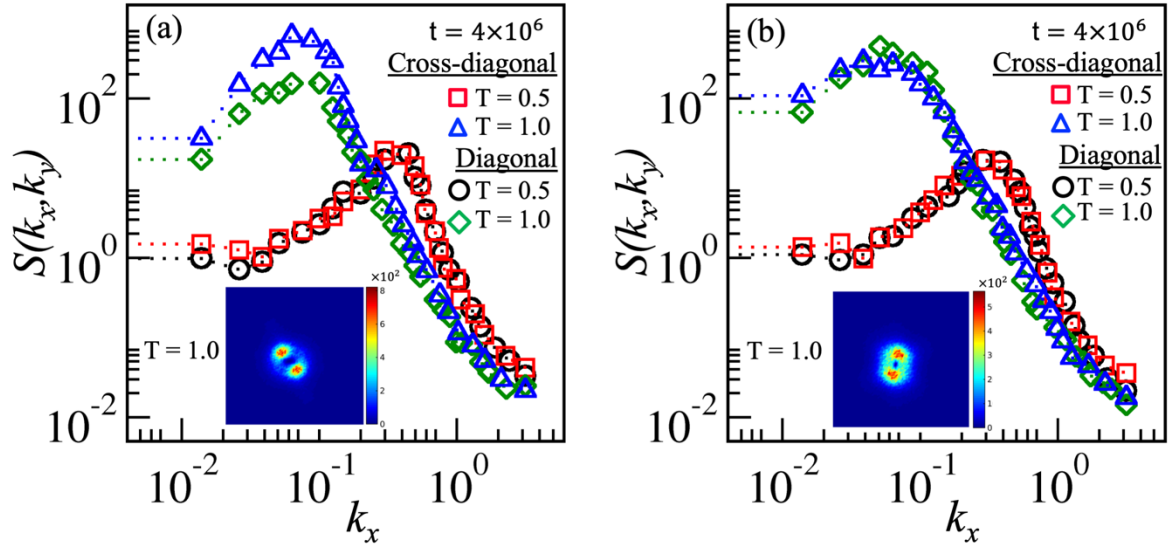 (a)
t = 4×10⁶
Cross-diagonal
T = 0.5
T = 1.0
Diagonal
T = 0.5
T = 1.0
S(kₓ, k_y)
10²
10⁰
10⁻²
T = 1.0
×10²
8
6
4
2
0
10⁻² 10⁻¹ 10⁰
kₓ
(b)
t = 4×10⁶
Cross-diagonal
T = 0.5
T = 1.0
Diagonal
T = 0.5
T = 1.0
S(kₓ, k_y)
10²
10⁰
10⁻²
T = 1.0
×10²
5
4
3
2
1
0
10⁻² 10⁻¹ 10⁰
kₓ